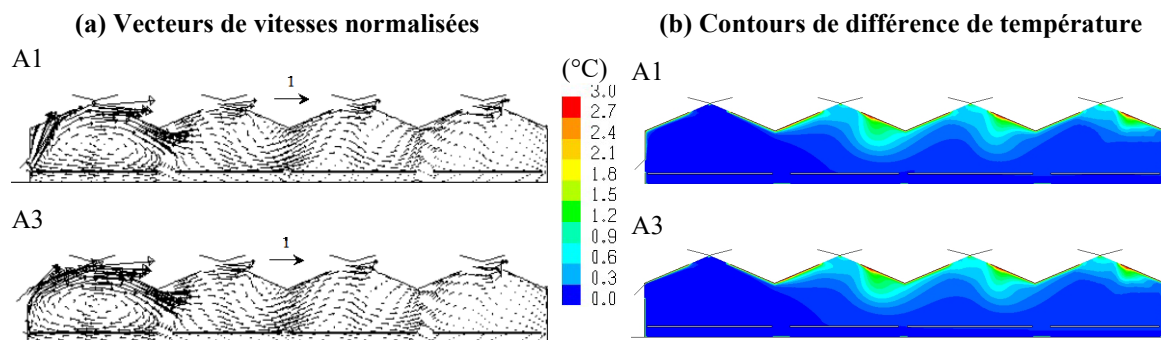 (a) Vecteurs de vitesses normalisées
(b) Contours de différence de température
A1
1
(°C)
3.0
2.7
2.4
2.1
1.8
1.5
1.2
0.9
0.6
0.3
0.0
A1
A3
1
A3